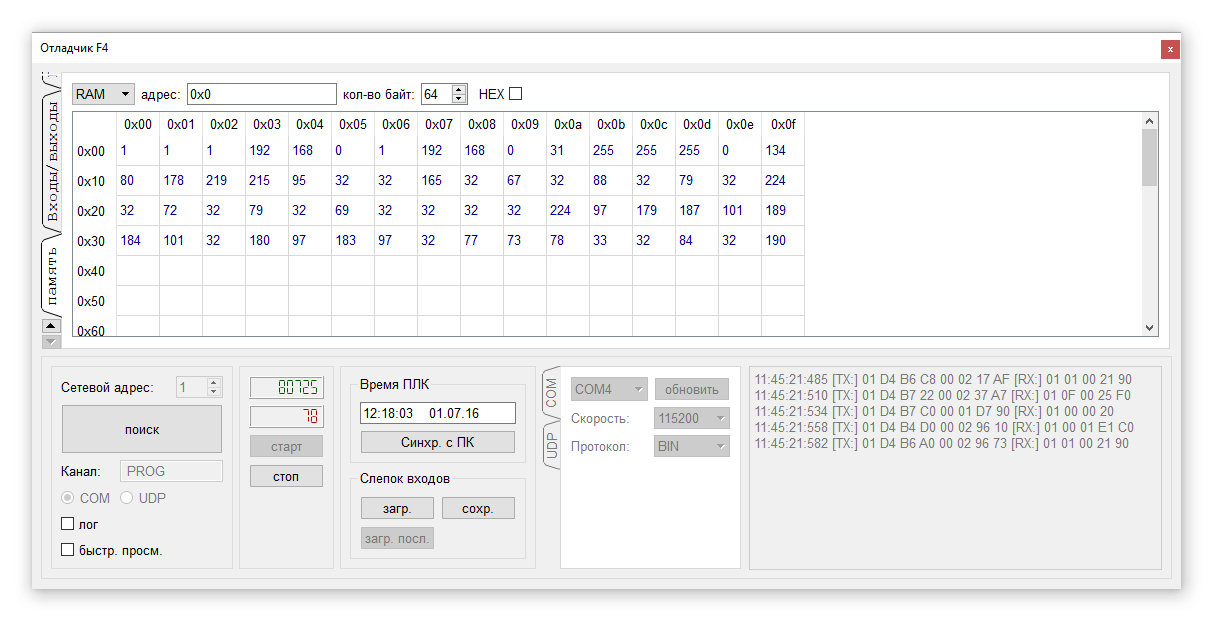 Отладчик F4
x
Входы/ выходы
память
RAM адрес: 0x0 кол-во байт: 64 HEX
0x00 0x01 0x02 0x03 0x04 0x05 0x06 0x07 0x08 0x09 0x0a 0x0b 0x0c 0x0d 0x0e 0x0f
0x00 1 1 1 192 168 0 1 192 168 0 31 255 255 255 0 134
0x10 80 178 219 215 95 32 32 165 32 67 32 88 32 79 32 224
0x20 32 72 32 79 32 69 32 32 32 32 224 97 179 187 101 189
0x30 184 101 32 180 97 183 97 32 77 73 78 33 32 84 32 190
0x40
0x50
0x60
Сетевой адрес: 1
поиск
Канал: PROG
COM UDP
лог
быстр. просм.
80725
78
старт
стоп
Время ПЛК
12:18:03 01.07.16
Синхр. с ПК
Слепок входов
загр. сохр.
загр. посл.
COM
UDP
COM4 обновить
Скорость: 115200
Протокол: BIN
11:45:21:485 [TX:] 01 D4 B6 C8 00 02 17 AF [RX:] 01 01 00 21 90
11:45:21:510 [TX:] 01 D4 B7 22 00 02 37 A7 [RX:] 01 0F 00 25 F0
11:45:21:534 [TX:] 01 D4 B7 C0 00 01 D7 90 [RX:] 01 00 00 20
11:45:21:558 [TX:] 01 D4 B4 D0 00 02 96 10 [RX:] 01 00 01 E1 C0
11:45:21:582 [TX:] 01 D4 B6 A0 00 02 96 73 [RX:] 01 01 00 21 90